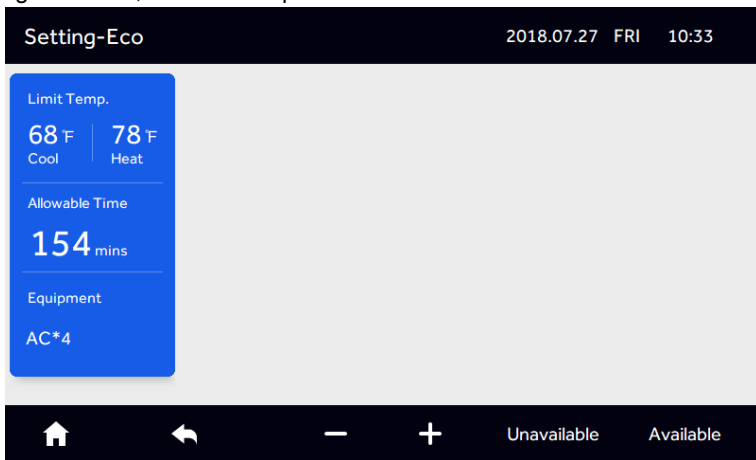 Setting-Eco 2018.07.27 FRI 10:33
Limit Temp.
68 °F 78 °F
Cool Heat
Allowable Time
154 mins
Equipment
AC*4
Unavailable Available